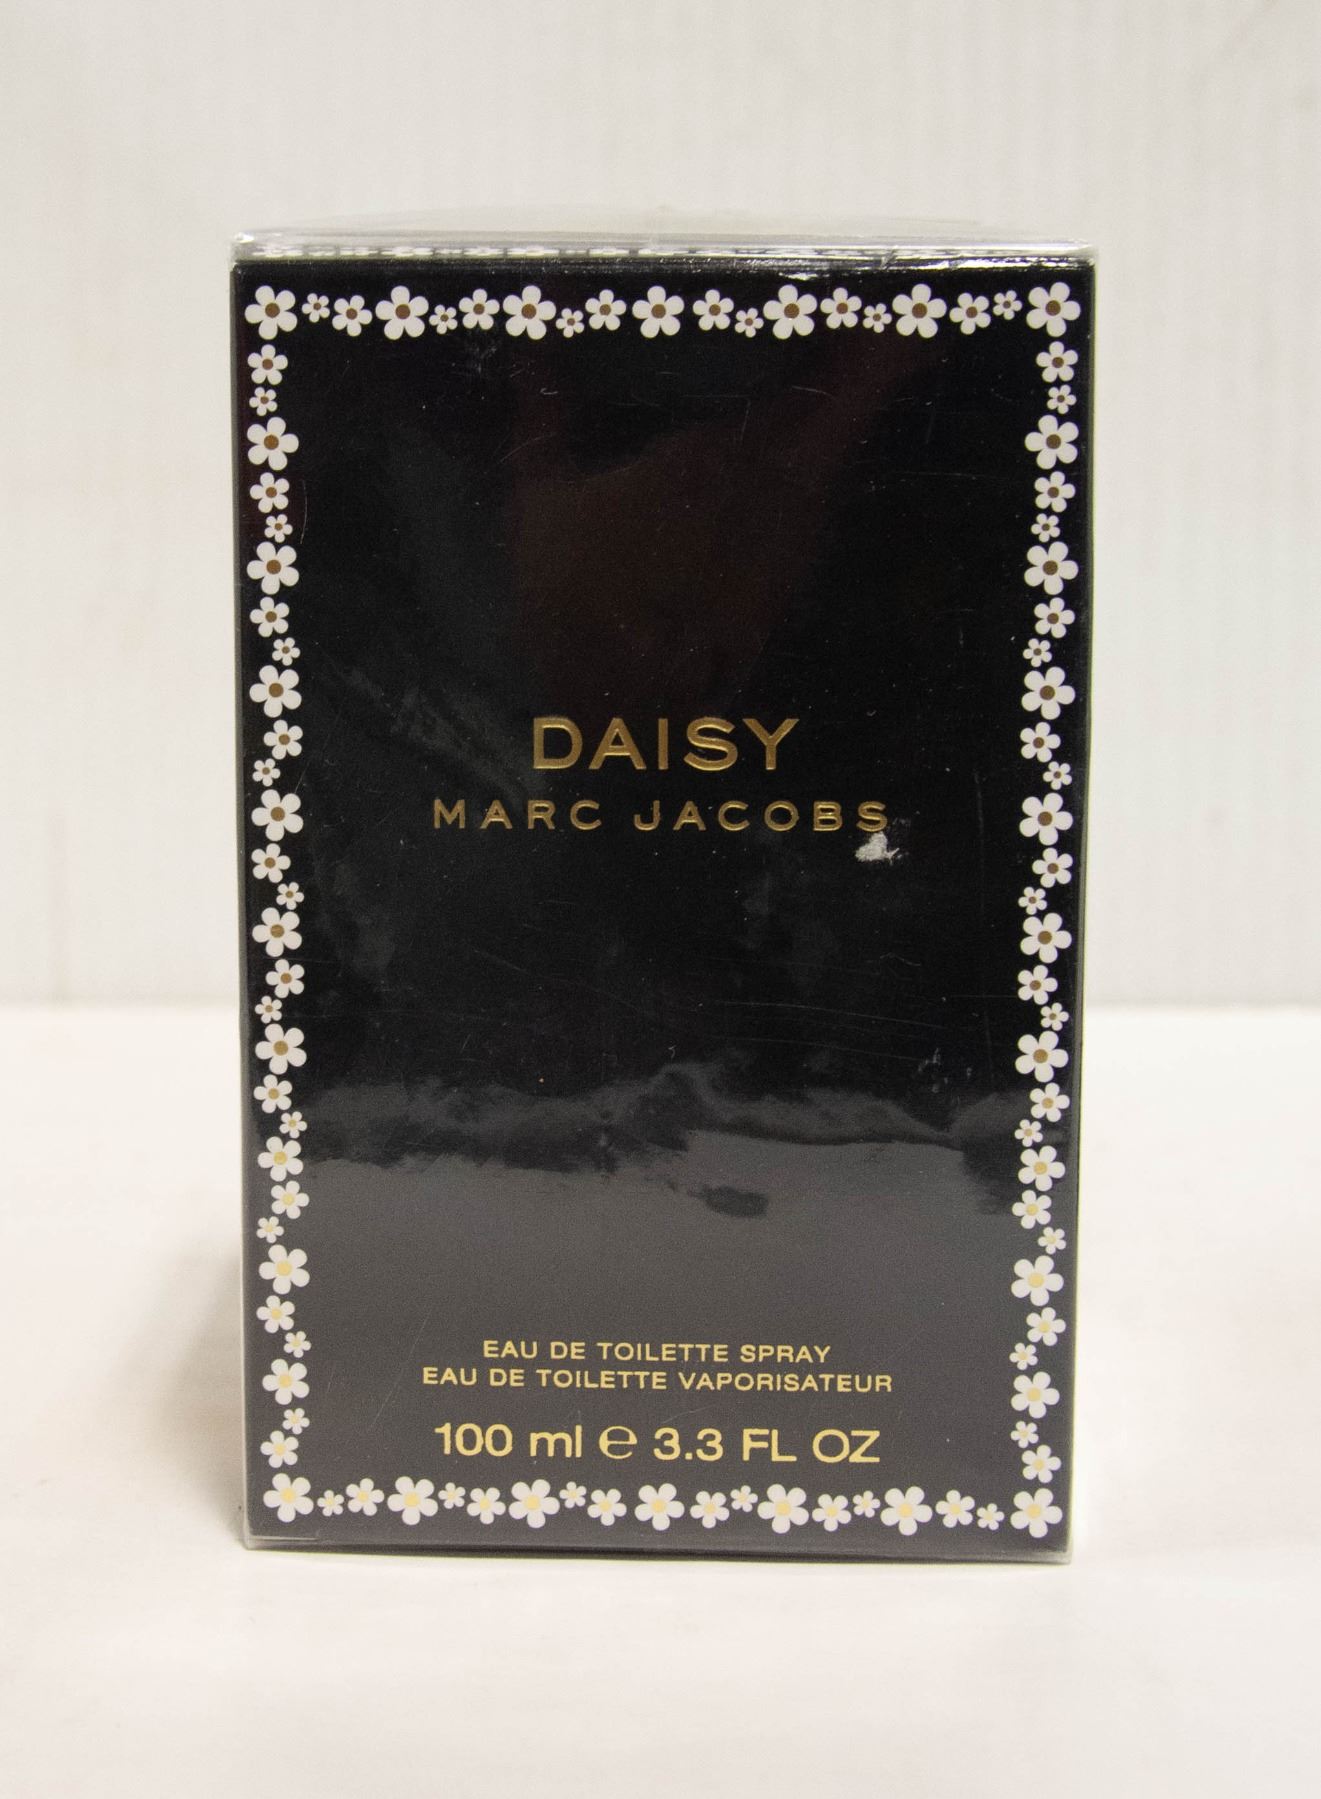 DAISY
MARC JACOBS
EAU DE TOILETTE SPRAY
EAU DE TOILETTE VAPORISATEUR
100 ml ℮ 3.3 FL OZ